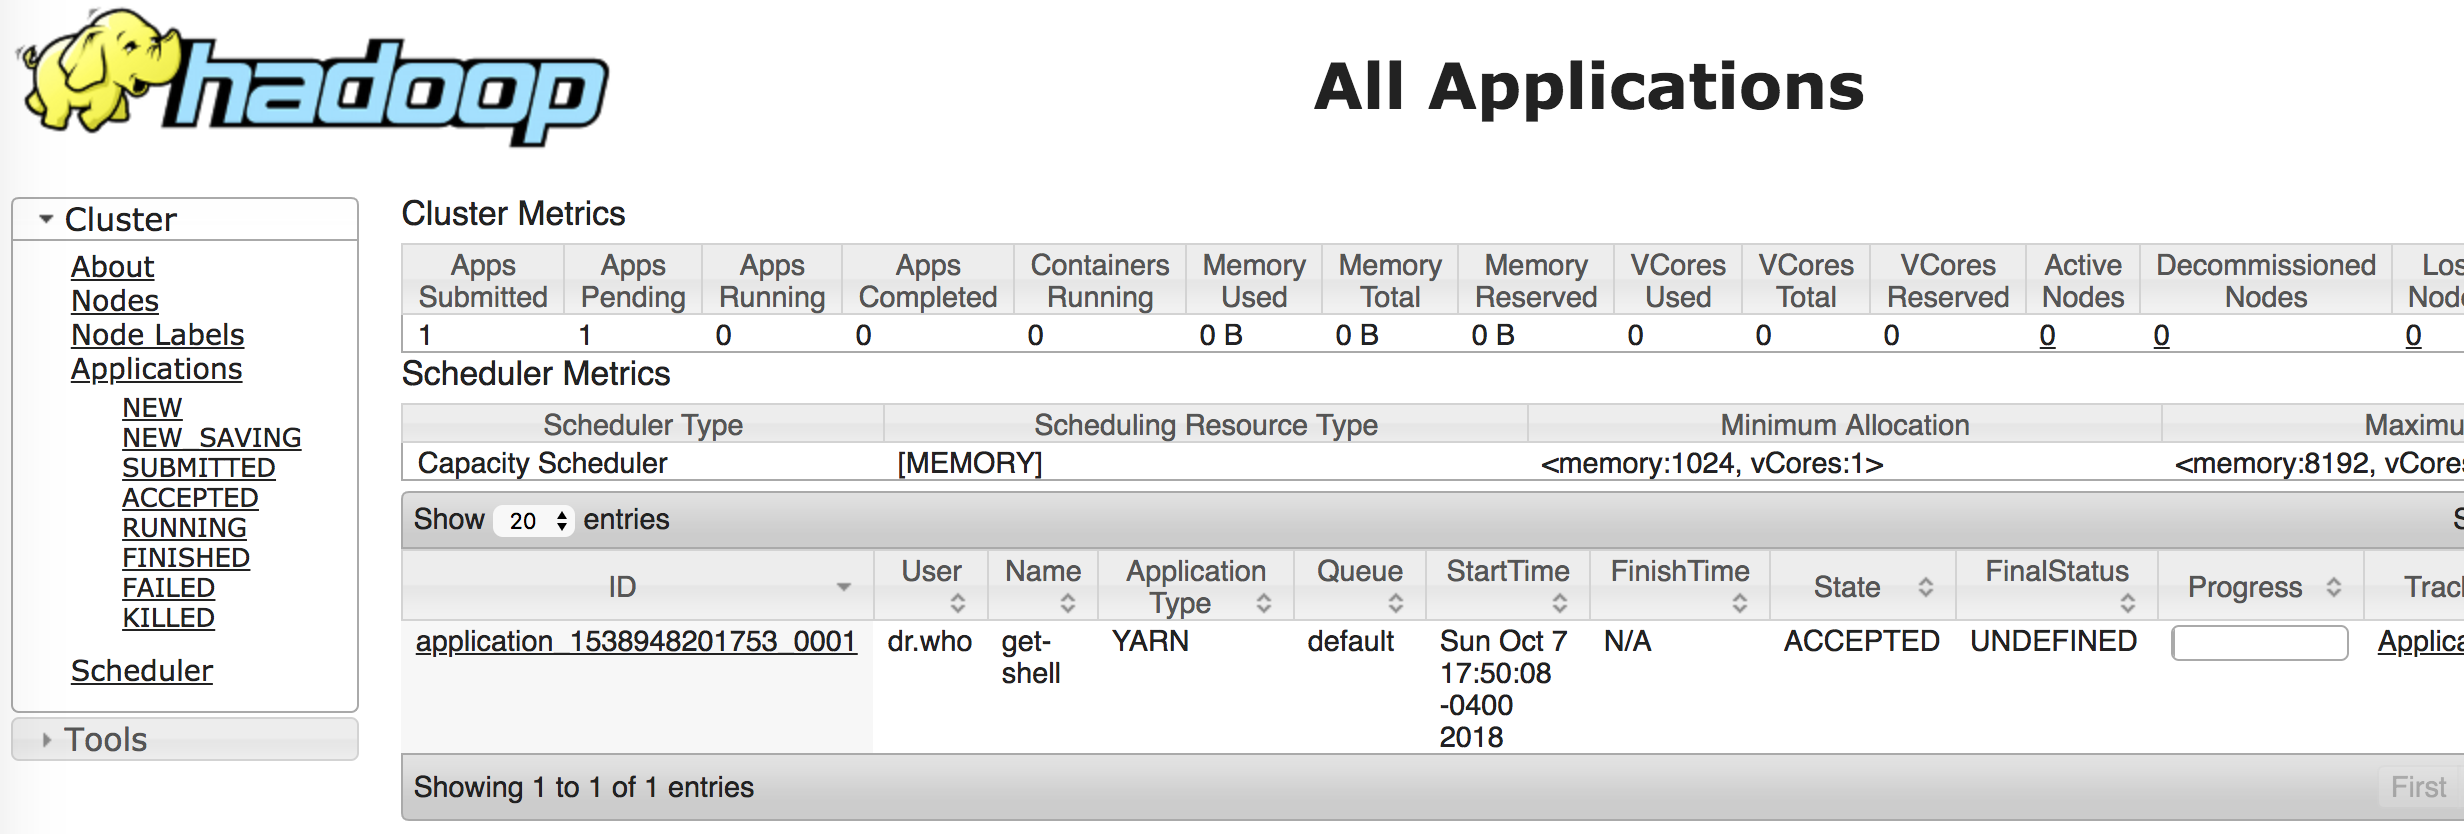 hadoop
All Applications
Cluster
About
Nodes
Node Labels
Applications
NEW
NEW_SAVING
SUBMITTED
ACCEPTED
RUNNING
FINISHED
FAILED
KILLED
Scheduler
Tools
Cluster Metrics
Apps Submitted Apps Pending Apps Running Apps Completed Containers Running Memory Used Memory Total Memory Reserved VCores Used VCores Total VCores Reserved Active Nodes Decommissioned Nodes Los Node
1 1 0 0 0 0 B 0 B 0 B 0 0 0 0 0 0
Scheduler Metrics
Scheduler Type Scheduling Resource Type Minimum Allocation Maximu
Capacity Scheduler [MEMORY] <memory:1024, vCores:1> <memory:8192, vCores
Show 20 entries S
ID User Name Application Type Queue StartTime FinishTime State FinalStatus Progress Track
application_1538948201753_0001 dr.who get- YARN default Sun Oct 7 N/A ACCEPTED UNDEFINED Applica
shell 17:50:08
-0400
2018
Showing 1 to 1 of 1 entries First